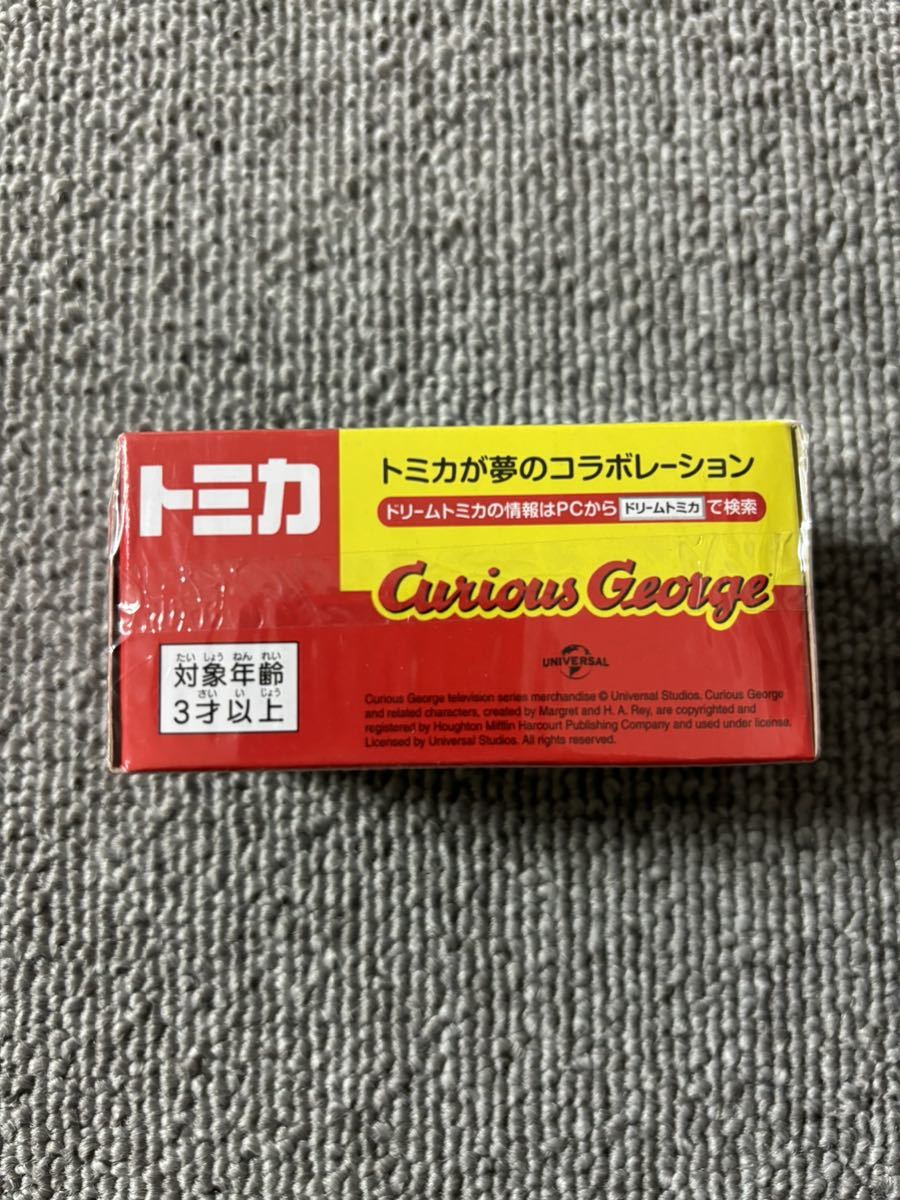 トミカ
トミカが夢のコラボレーション
ドリームトミカの情報はPCから ドリームトミカ で検索
Curious George
たいしょうねんれい
対象年齢
さいいじょう
3才以上
UNIVERSAL
Curious George television series merchandise © Universal Studios. Curious George
and related characters, created by Margret and H. A. Rey, are copyrighted and
registered by Houghton Mifflin Harcourt Publishing Company and used under license.
Licensed by Universal Studios. All rights reserved.